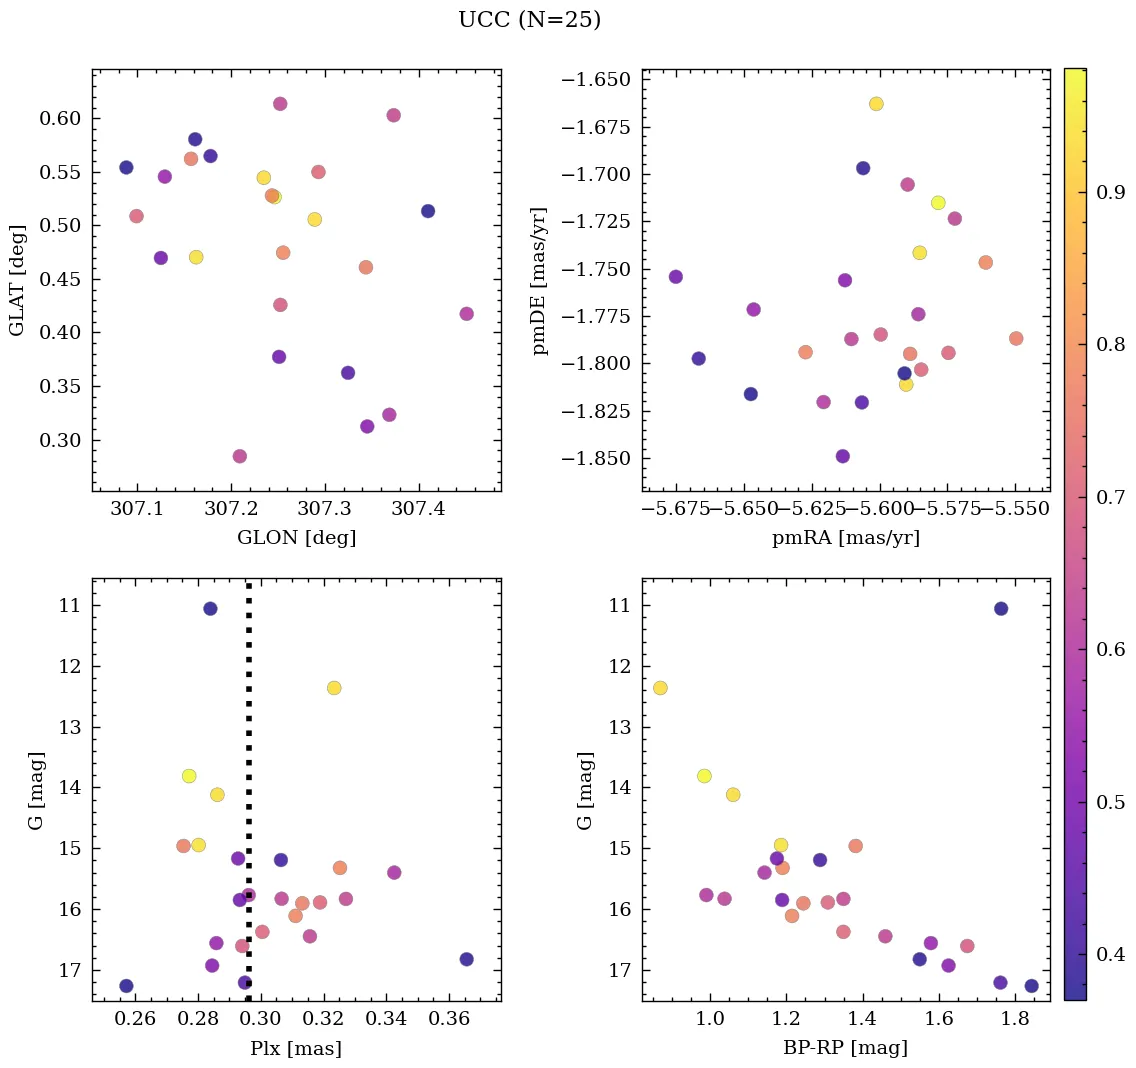 UCC (N=25)
0.60
0.55
0.50
0.45
0.40
0.35
0.30
GLAT [deg]
307.1 307.2 307.3 307.4
GLON [deg]
−1.650
−1.675
−1.700
−1.725
−1.750
−1.775
−1.800
−1.825
−1.850
pmDE [mas/yr]
−5.675 −5.650 −5.625 −5.600 −5.575 −5.550
pmRA [mas/yr]
11
12
13
14
15
16
17
G [mag]
0.26 0.28 0.30 0.32 0.34 0.36
Plx [mas]
11
12
13
14
15
16
17
G [mag]
1.0 1.2 1.4 1.6 1.8
BP-RP [mag]
0.9
0.8
0.7
0.6
0.5
0.4